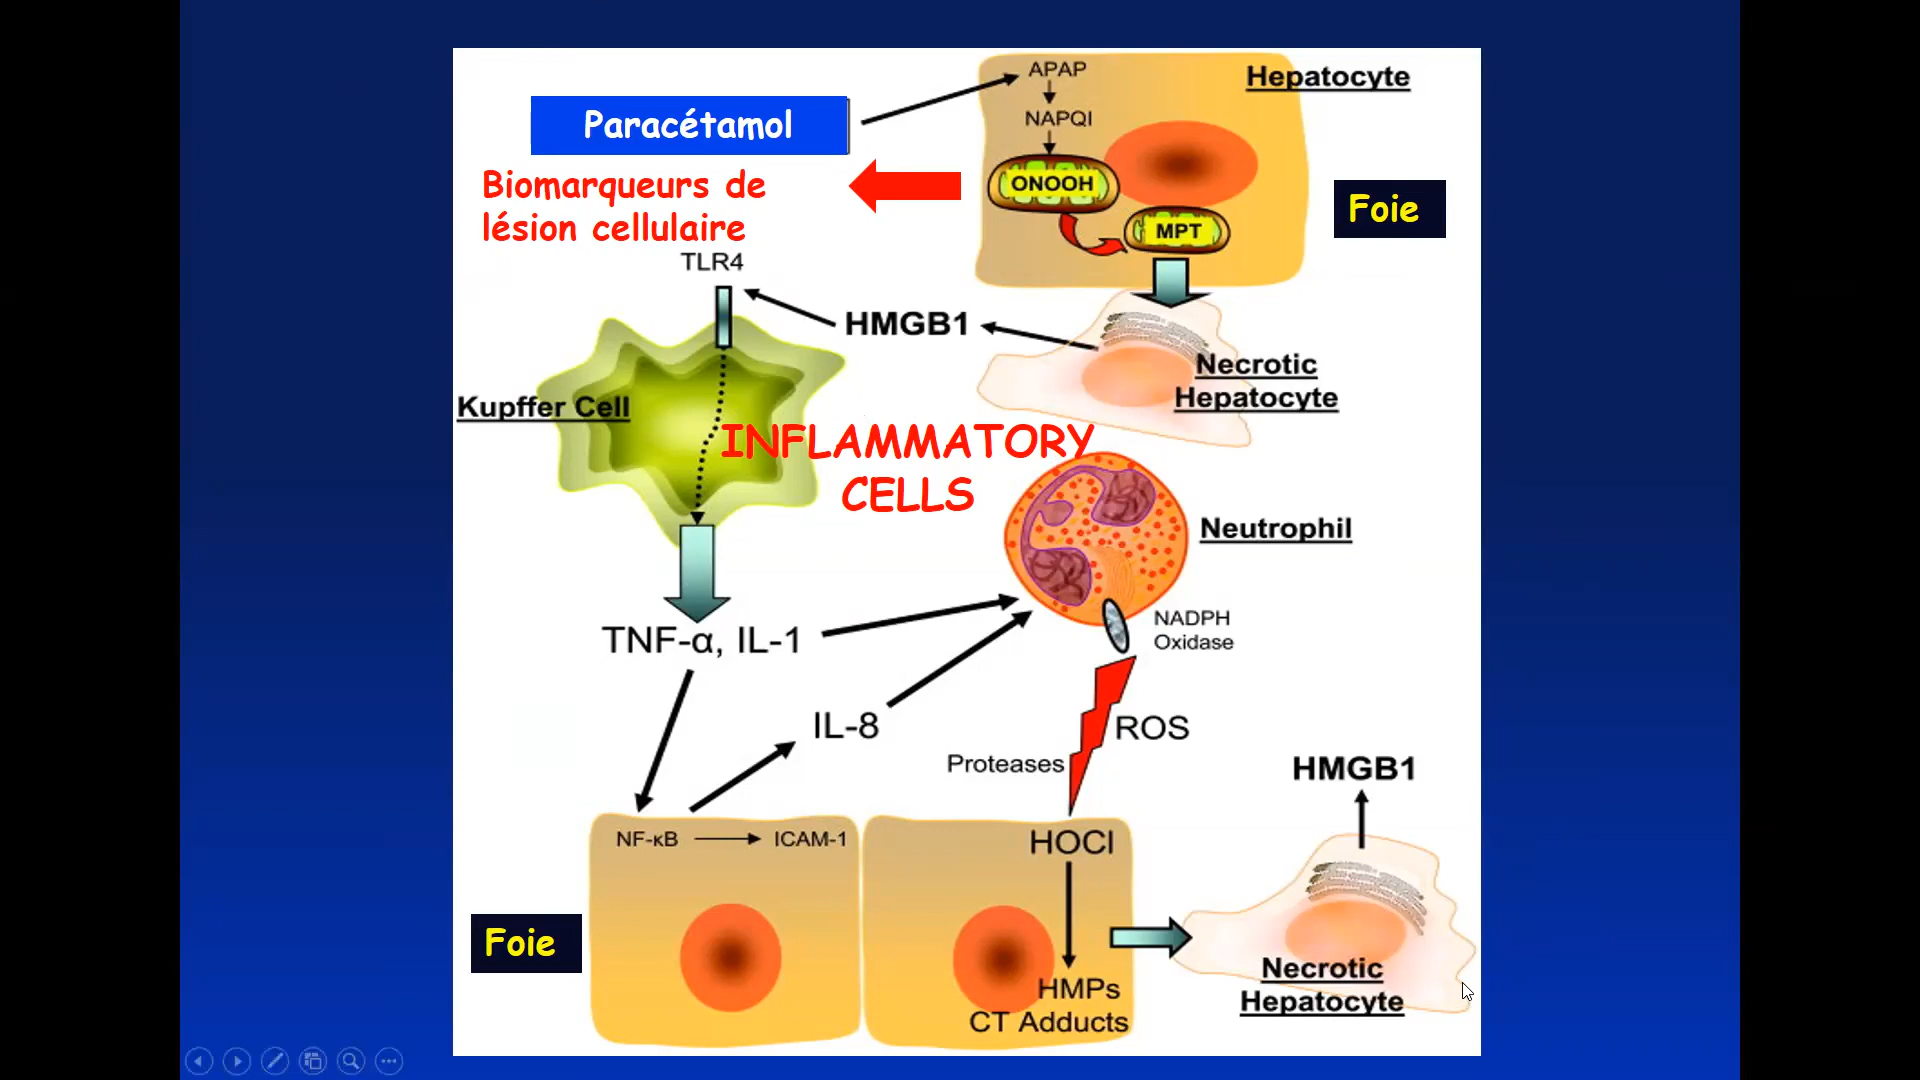 APAP
Hepatocyte
Paracétamol
NAPQI
Biomarqueurs de
lésion cellulaire
ONOOH
Foie
MPT
TLR4
HMGB1
Necrotic
Hepatocyte
Kupffer Cell
INFLAMMATORY
CELLS
Neutrophil
NADPH
Oxidase
TNF-α, IL-1
IL-8
ROS
Proteases
HMGB1
NF-κB
ICAM-1
HOCl
Foie
HMPs
CT Adducts
Necrotic
Hepatocyte